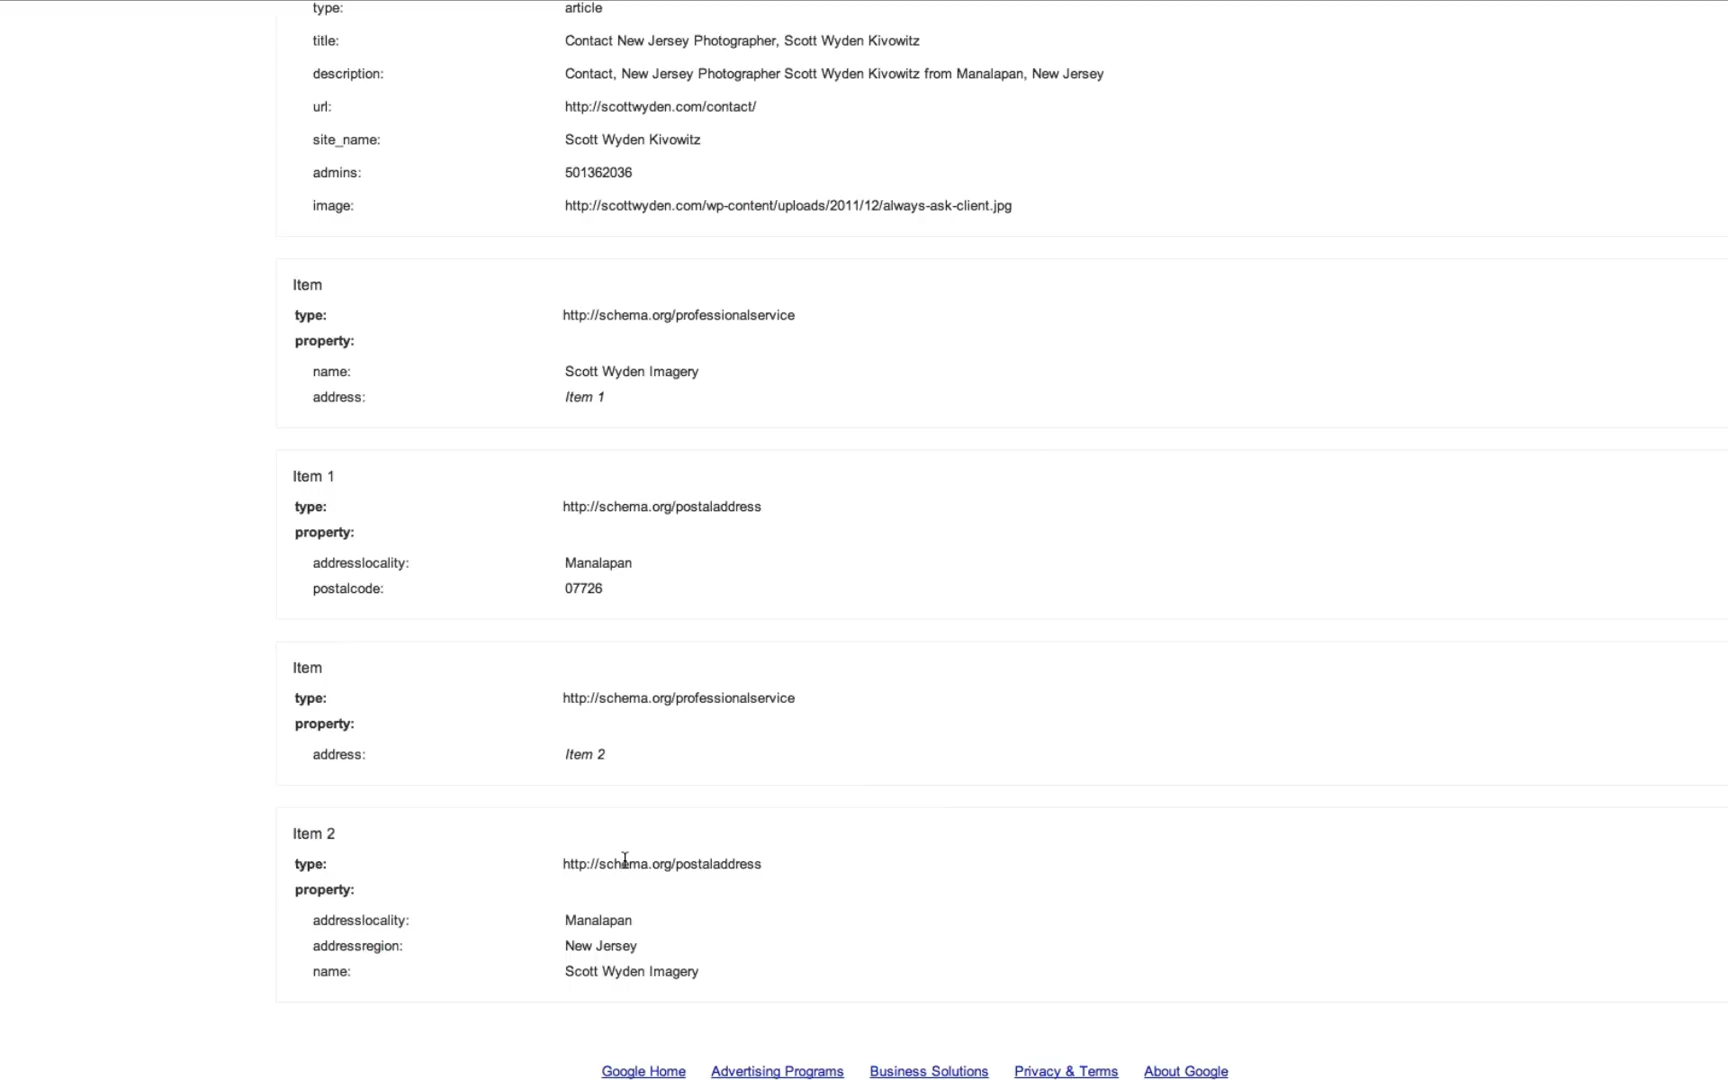 type: article
title: Contact New Jersey Photographer, Scott Wyden Kivowitz
description: Contact, New Jersey Photographer Scott Wyden Kivowitz from Manalapan, New Jersey
url: http://scottwyden.com/contact/
site_name: Scott Wyden Kivowitz
admins: 501362036
image: http://scottwyden.com/wp-content/uploads/2011/12/always-ask-client.jpg
Item
type: http://schema.org/professionalservice
property:
name: Scott Wyden Imagery
address: Item 1
Item 1
type: http://schema.org/postaladdress
property:
addresslocality: Manalapan
postalcode: 07726
Item
type: http://schema.org/professionalservice
property:
address: Item 2
Item 2
type: http://schema.org/postaladdress
property:
addresslocality: Manalapan
addressregion: New Jersey
name: Scott Wyden Imagery
Google Home Advertising Programs Business Solutions Privacy & Terms About Google